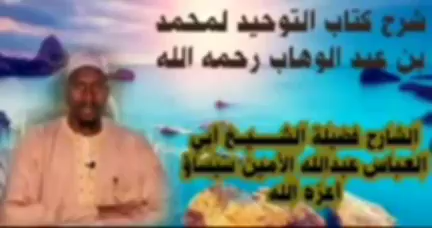 شرح كتاب التوحيد لمحمد
بن عبد الوهاب رحمه الله
الشارح فضيلة الشيخ أبي
العباس عبدالله الأمين
أعزه الله